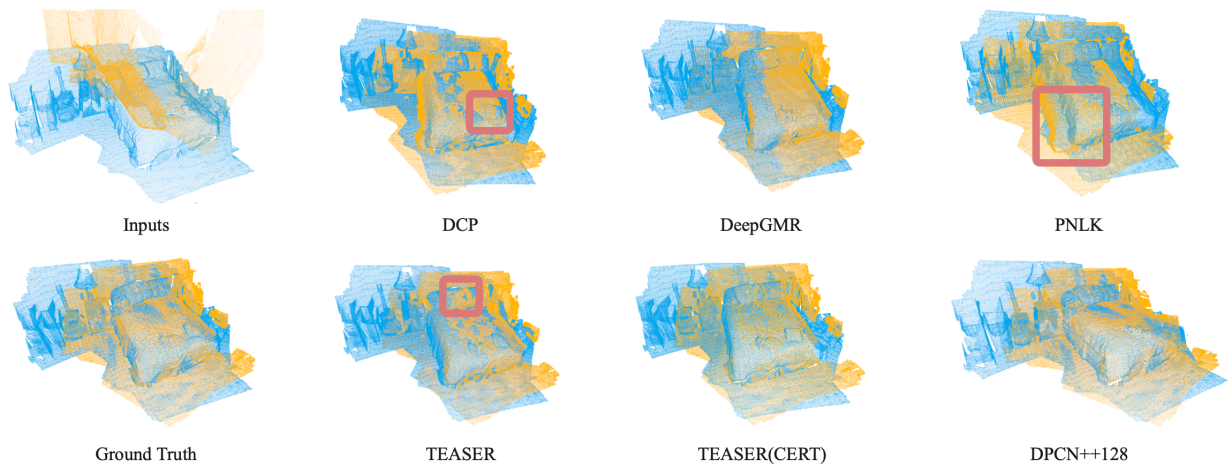 Inputs
DCP
DeepGMR
PNLK
Ground Truth
TEASER
TEASER(CERT)
DPCN++128